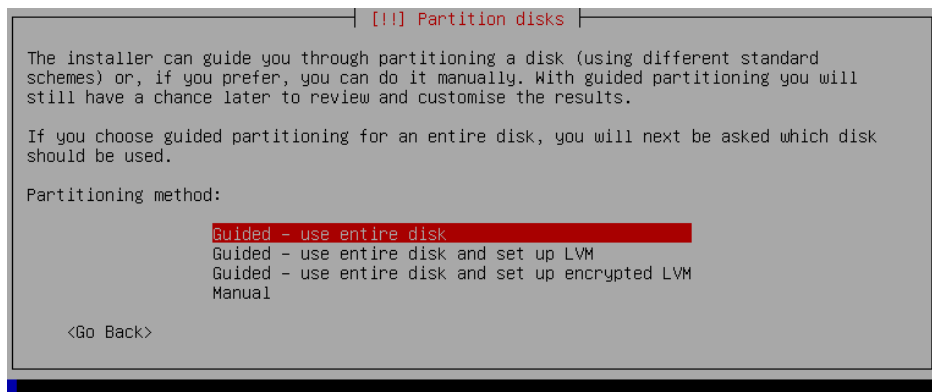 [!!] Partition disks
The installer can guide you through partitioning a disk (using different standard
schemes) or, if you prefer, you can do it manually. With guided partitioning you will
still have a chance later to review and customise the results.
If you choose guided partitioning for an entire disk, you will next be asked which disk
should be used.
Partitioning method:
Guided – use entire disk
Guided – use entire disk and set up LVM
Guided – use entire disk and set up encrypted LVM
Manual
<Go Back>